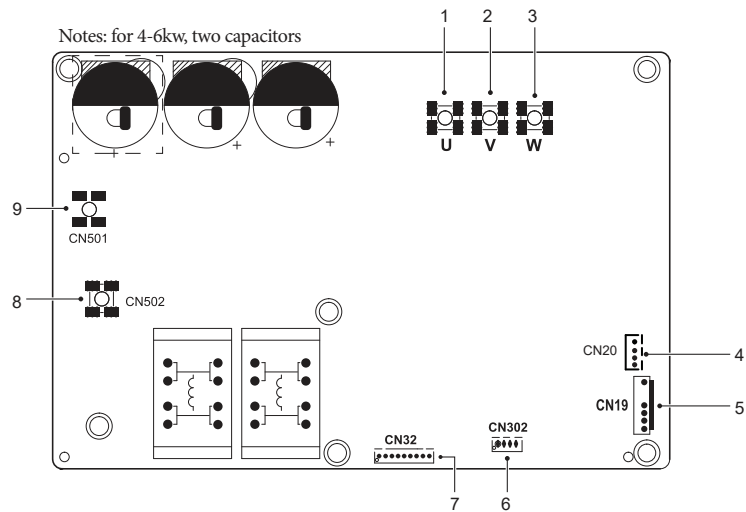 Notes: for 4-6kw, two capacitors
1 2 3
U V W
9
CN501
8
CN502
CN20
4
CN19
5
CN32
CN302
7 6